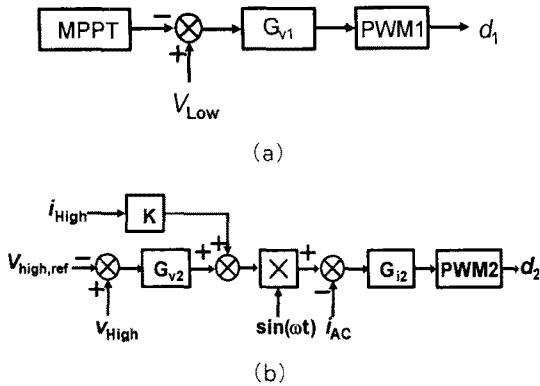 MPPT
−
+
G_v1
PWM1
d_1
V_Low
(a)
i_High
K
V_high,ref
−
+
G_v2
+
+
×
+
−
G_i2
PWM2
d_2
v_High
sin(ωt)
i_AC
(b)